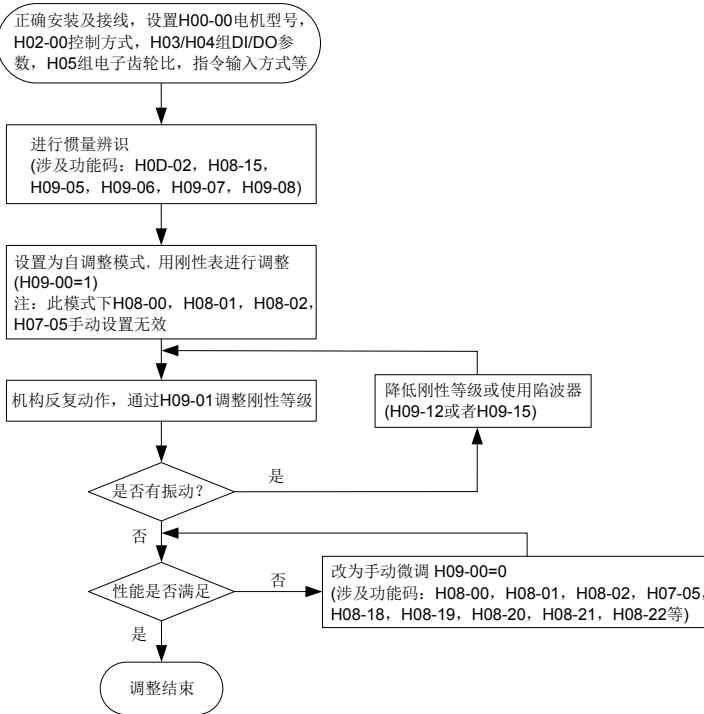 正确安装及接线，设置H00-00电机型号，
H02-00控制方式，H03/H04组DI/DO参
数，H05组电子齿轮比，指令输入方式等
进行惯量辨识
(涉及功能码：H0D-02，H08-15，
H09-05，H09-06，H09-07，H09-08)
设置为自调整模式，用刚性表进行调整
(H09-00=1)
注：此模式下H08-00，H08-01，H08-02，
H07-05手动设置无效
机构反复动作，通过H09-01调整刚性等级
降低刚性等级或使用陷波器
(H09-12或者H09-15)
是否有振动？
是
否
性能是否满足
否
改为手动微调 H09-00=0
(涉及功能码：H08-00，H08-01，H08-02，H07-05，
H08-18，H08-19，H08-20，H08-21，H08-22等)
是
调整结束